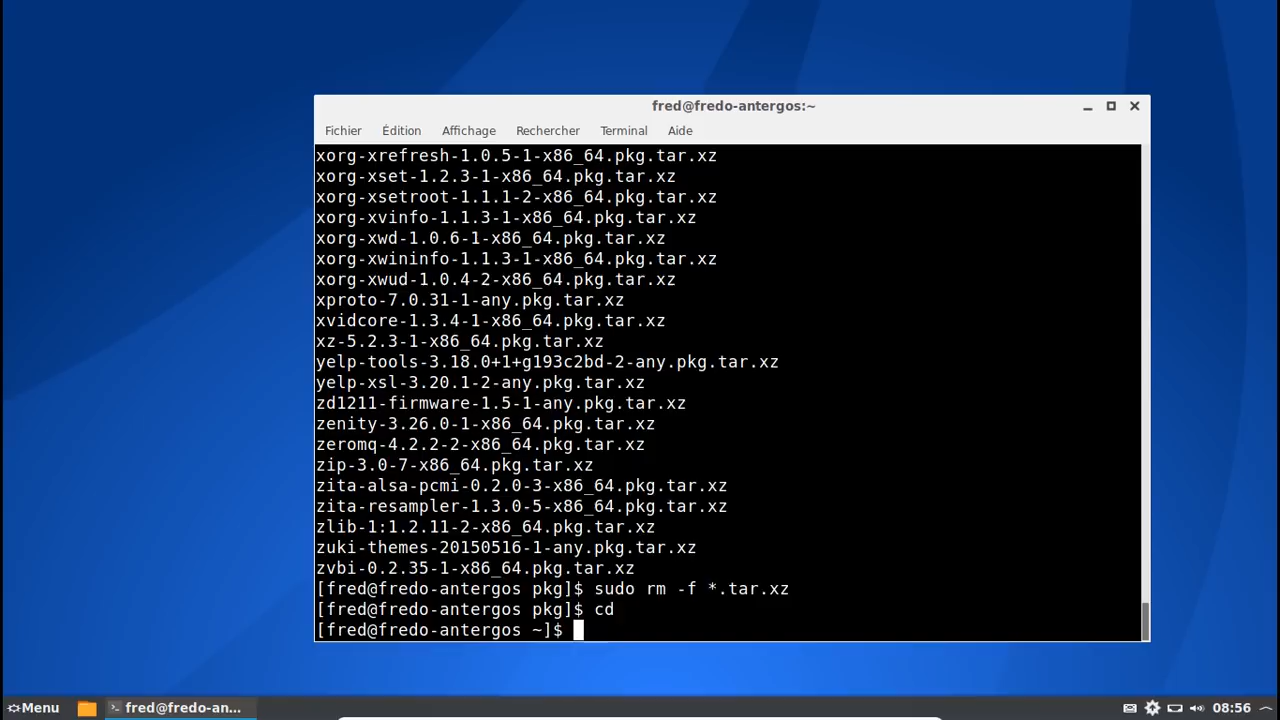 fred@fredo-antergos:~
Fichier Édition Affichage Rechercher Terminal Aide
xorg-xrefresh-1.0.5-1-x86_64.pkg.tar.xz
xorg-xset-1.2.3-1-x86_64.pkg.tar.xz
xorg-xsetroot-1.1.1-2-x86_64.pkg.tar.xz
xorg-xvinfo-1.1.3-1-x86_64.pkg.tar.xz
xorg-xwd-1.0.6-1-x86_64.pkg.tar.xz
xorg-xwininfo-1.1.3-1-x86_64.pkg.tar.xz
xorg-xwud-1.0.4-2-x86_64.pkg.tar.xz
xproto-7.0.31-1-any.pkg.tar.xz
xvidcore-1.3.4-1-x86_64.pkg.tar.xz
xz-5.2.3-1-x86_64.pkg.tar.xz
yelp-tools-3.18.0+1+g193c2bd-2-any.pkg.tar.xz
yelp-xsl-3.20.1-2-any.pkg.tar.xz
zd1211-firmware-1.5-1-any.pkg.tar.xz
zenity-3.26.0-1-x86_64.pkg.tar.xz
zeromq-4.2.2-2-x86_64.pkg.tar.xz
zip-3.0-7-x86_64.pkg.tar.xz
zita-alsa-pcmi-0.2.0-3-x86_64.pkg.tar.xz
zita-resampler-1.3.0-5-x86_64.pkg.tar.xz
zlib-1:1.2.11-2-x86_64.pkg.tar.xz
zuki-themes-20150516-1-any.pkg.tar.xz
zvbi-0.2.35-1-x86_64.pkg.tar.xz
[fred@fredo-antergos pkg]$ sudo rm -f *.tar.xz
[fred@fredo-antergos pkg]$ cd
[fred@fredo-antergos ~]$
Menu fred@fredo-an... 08:56